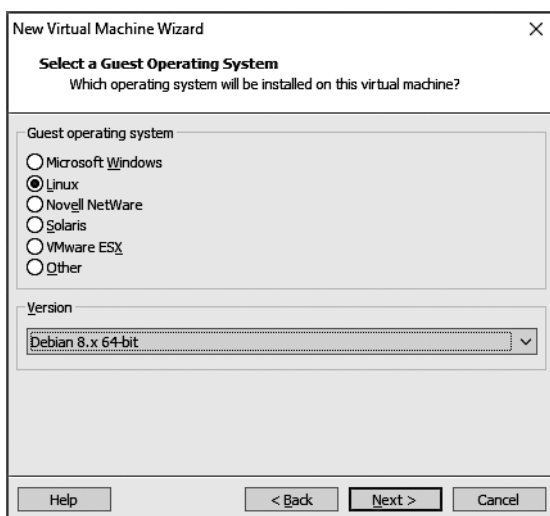 New Virtual Machine Wizard
Select a Guest Operating System
Which operating system will be installed on this virtual machine?
Guest operating system
Microsoft Windows
Linux
Novell NetWare
Solaris
VMware ESX
Other
Version
Debian 8.x 64-bit
Help
< Back
Next >
Cancel